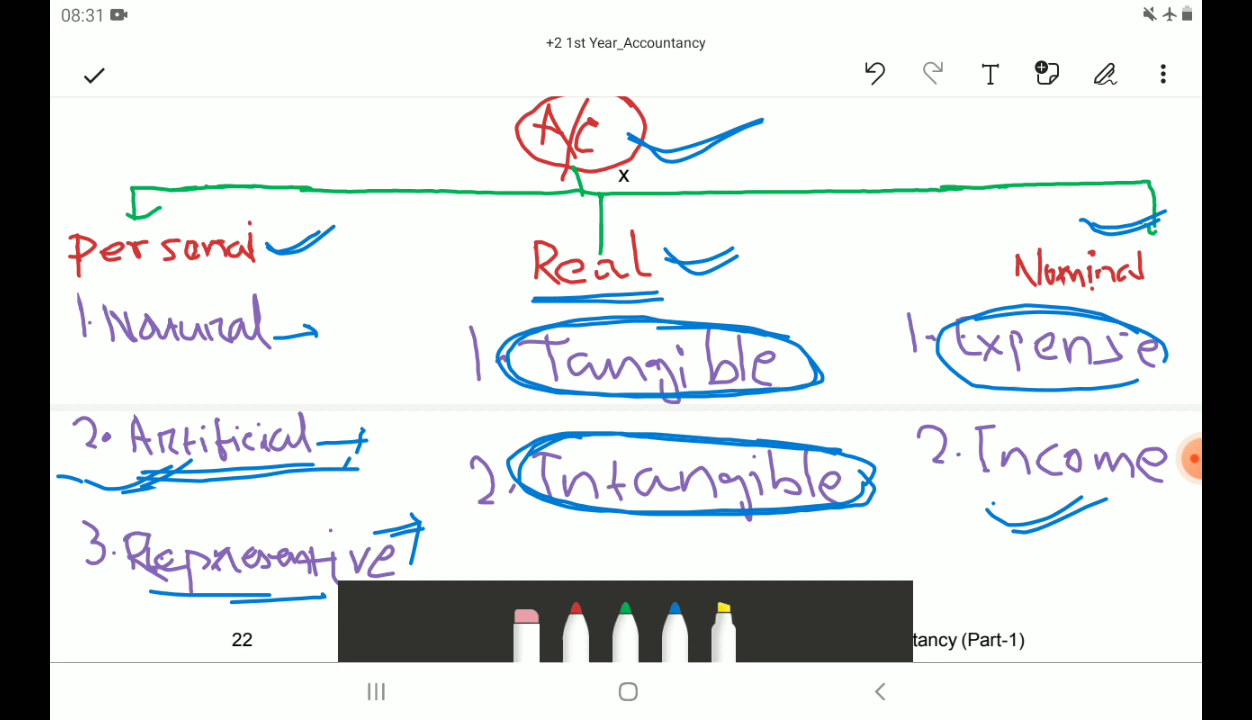 08:31
+2 1st Year_Accountancy
T
A/C
x
Personal
Real
Nominal
1. Natural
1. Tangible
1. Expense
2. Artificial
2. Intangible
2. Income
3. Representive
22
tancy (Part-1)